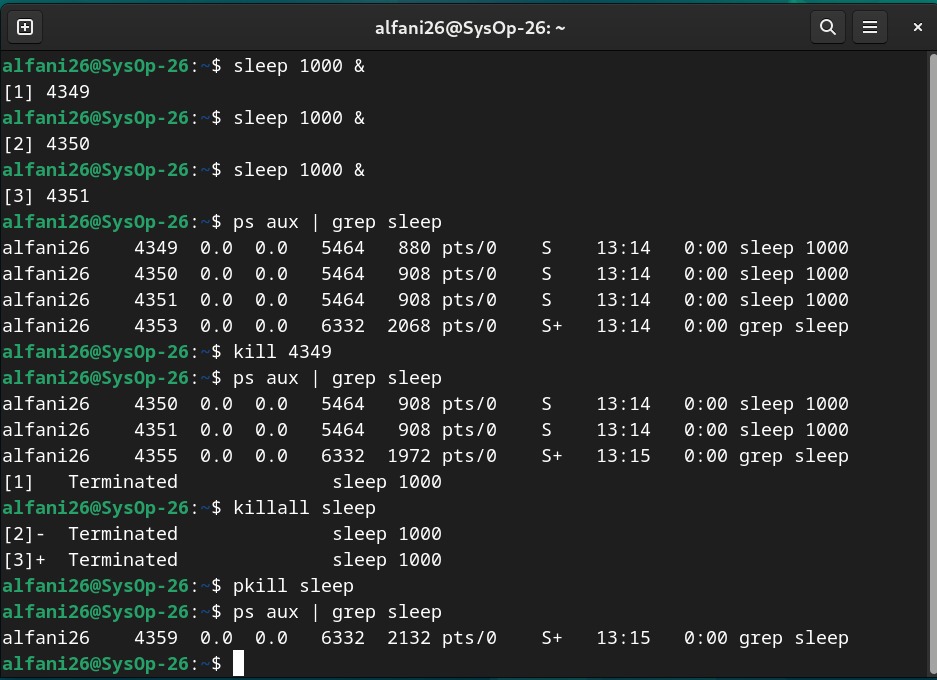 alfani26@SysOp-26: ~
alfani26@SysOp-26:~$ sleep 1000 &
[1] 4349
alfani26@SysOp-26:~$ sleep 1000 &
[2] 4350
alfani26@SysOp-26:~$ sleep 1000 &
[3] 4351
alfani26@SysOp-26:~$ ps aux | grep sleep
alfani26    4349  0.0  0.0   5464   880 pts/0    S    13:14   0:00 sleep 1000
alfani26    4350  0.0  0.0   5464   908 pts/0    S    13:14   0:00 sleep 1000
alfani26    4351  0.0  0.0   5464   908 pts/0    S    13:14   0:00 sleep 1000
alfani26    4353  0.0  0.0   6332  2068 pts/0    S+   13:14   0:00 grep sleep
alfani26@SysOp-26:~$ kill 4349
alfani26@SysOp-26:~$ ps aux | grep sleep
alfani26    4350  0.0  0.0   5464   908 pts/0    S    13:14   0:00 sleep 1000
alfani26    4351  0.0  0.0   5464   908 pts/0    S    13:14   0:00 sleep 1000
alfani26    4355  0.0  0.0   6332  1972 pts/0    S+   13:15   0:00 grep sleep
[1]   Terminated              sleep 1000
alfani26@SysOp-26:~$ killall sleep
[2]-  Terminated              sleep 1000
[3]+  Terminated              sleep 1000
alfani26@SysOp-26:~$ pkill sleep
alfani26@SysOp-26:~$ ps aux | grep sleep
alfani26    4359  0.0  0.0   6332  2132 pts/0    S+   13:15   0:00 grep sleep
alfani26@SysOp-26:~$